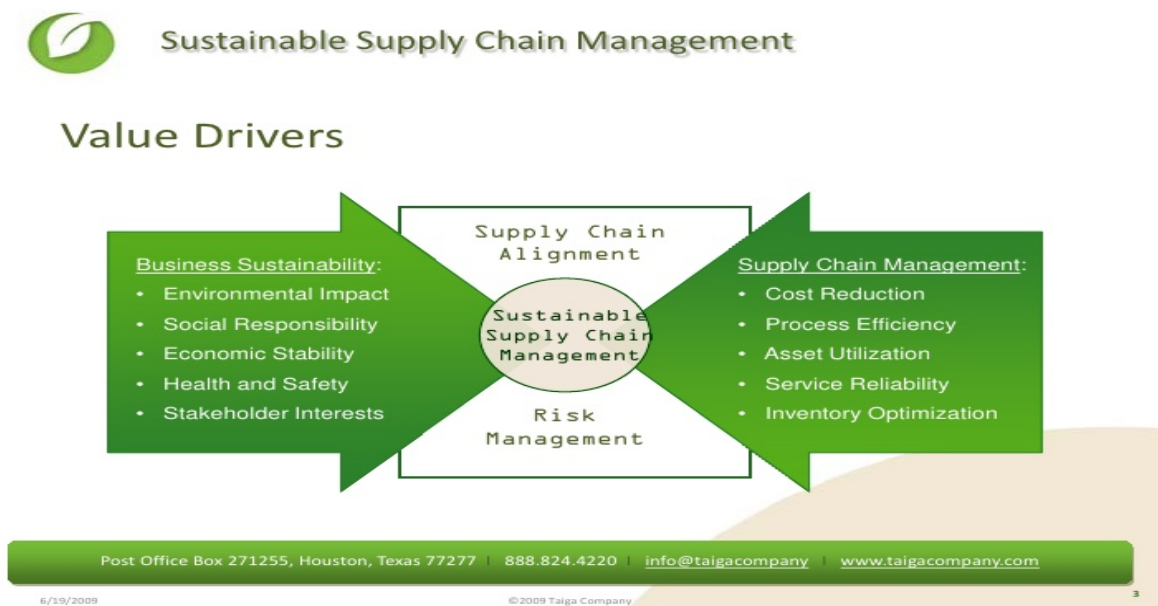 Sustainable Supply Chain Management
Value Drivers
Business Sustainability:
• Environmental Impact
• Social Responsibility
• Economic Stability
• Health and Safety
• Stakeholder Interests
Supply Chain
Alignment
Sustainable
Supply Chain
Management
Risk
Management
Supply Chain Management:
• Cost Reduction
• Process Efficiency
• Asset Utilization
• Service Reliability
• Inventory Optimization
Post Office Box 271255, Houston, Texas 77277 | 888.824.4220 | info@taigacompany | www.taigacompany.com
6/19/2009 ©2009 Taiga Company 3